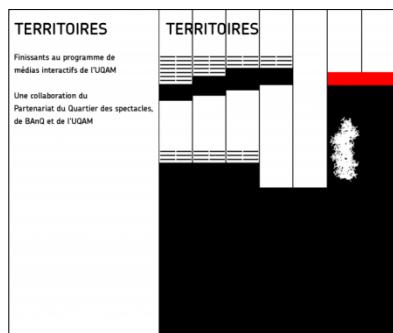 TERRITOIRES
Finissants au programme de
médias interactifs de l'UQAM
Une collaboration du
Partenariat du Quartier des spectacles,
de BAnQ et de l'UQAM
TERRITOIRES